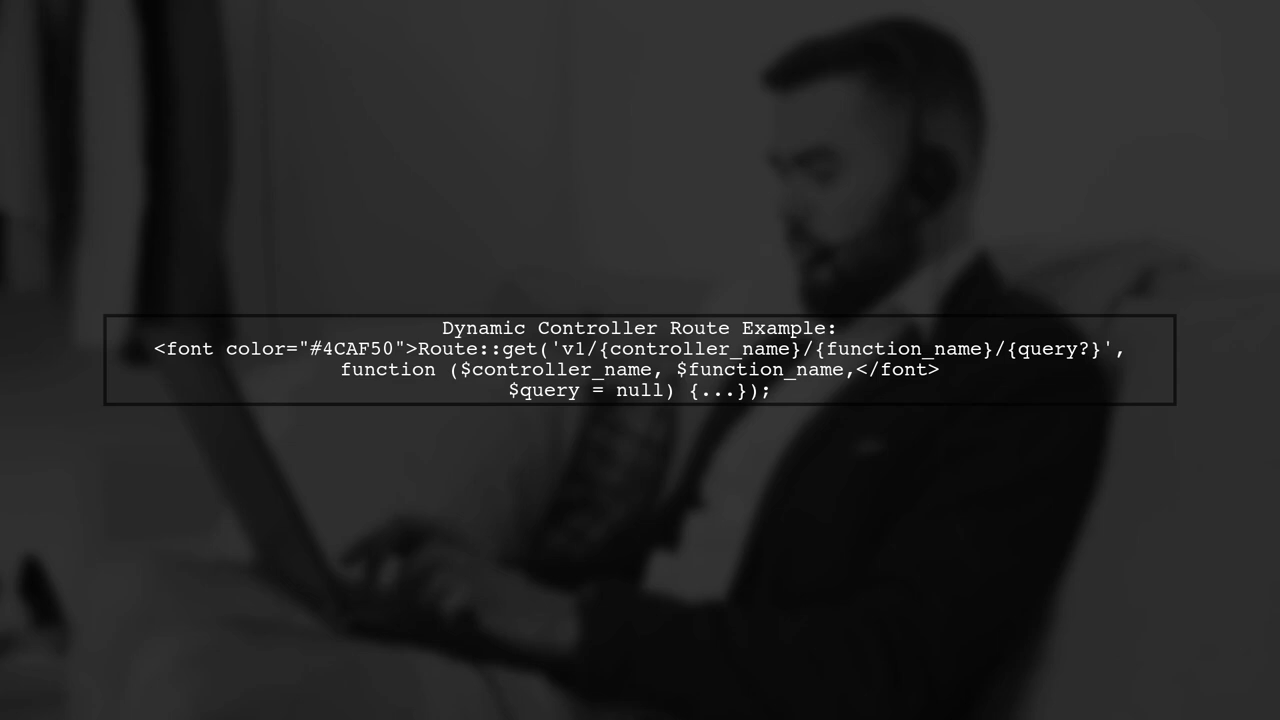 Dynamic Controller Route Example:
<font color="#4CAF50">Route::get('v1/{controller_name}/{function_name}/{query?}',
function ($controller_name, $function_name,</font>
$query = null) {...});